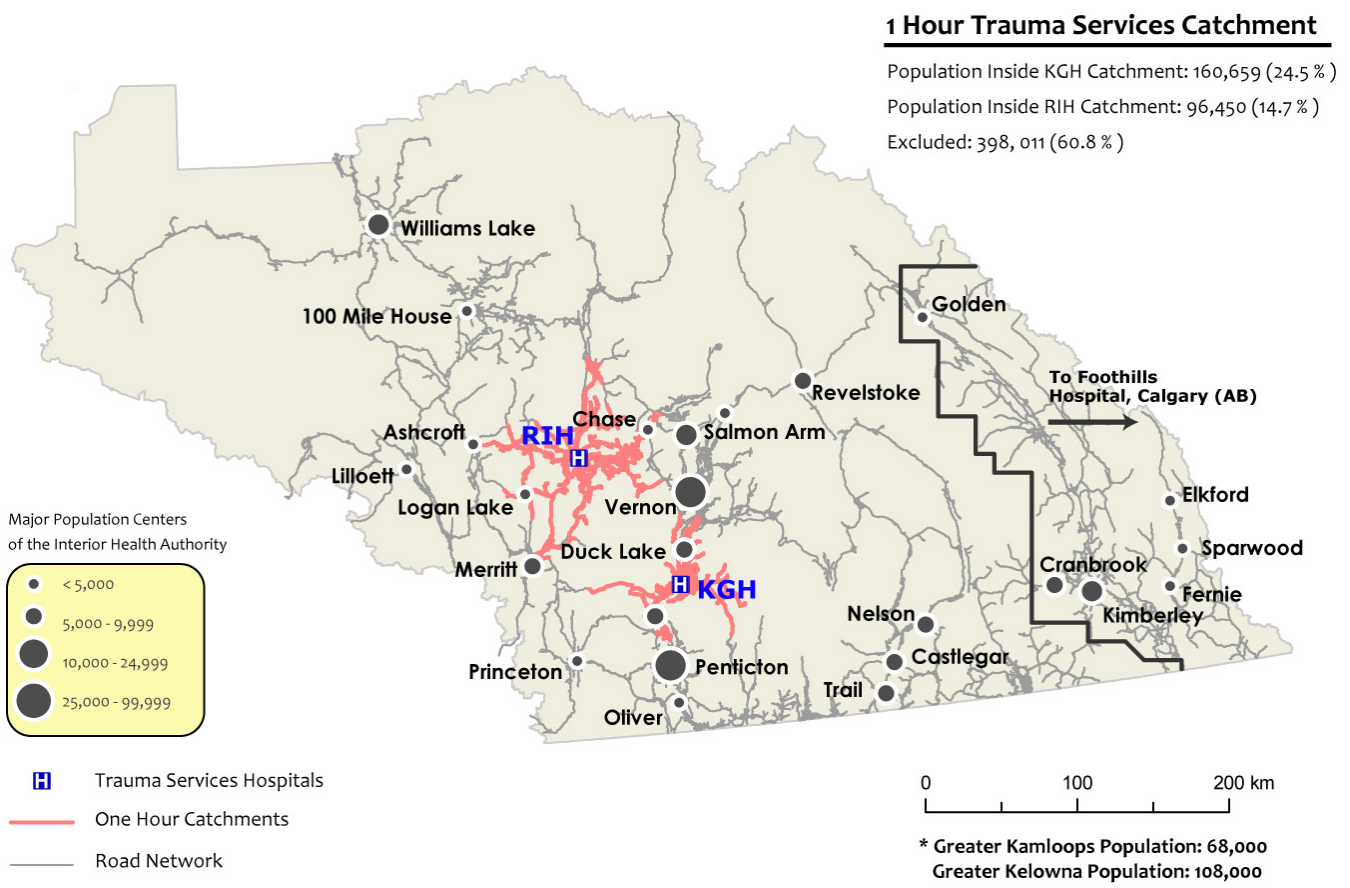 1 Hour Trauma Services Catchment
Population Inside KGH Catchment: 160,659 (24.5 % )
Population Inside RIH Catchment: 96,450 (14.7 % )
Excluded: 398, 011 (60.8 % )
Williams Lake
100 Mile House
Golden
To Foothills
Hospital, Calgary (AB)
Revelstoke
Chase
Ashcroft
RIH
H
Salmon Arm
Lilloett
Logan Lake
Vernon
Elkford
Duck Lake
Sparwood
Merritt
Cranbrook
H
KGH
Fernie
Kimberley
Nelson
Castlegar
Princeton
Penticton
Trail
Oliver
Major Population Centers
of the Interior Health Authority
< 5,000
5,000 - 9,999
10,000 - 24,999
25,000 - 99,999
H
Trauma Services Hospitals
One Hour Catchments
Road Network
0 100 200 km
* Greater Kamloops Population: 68,000
Greater Kelowna Population: 108,000